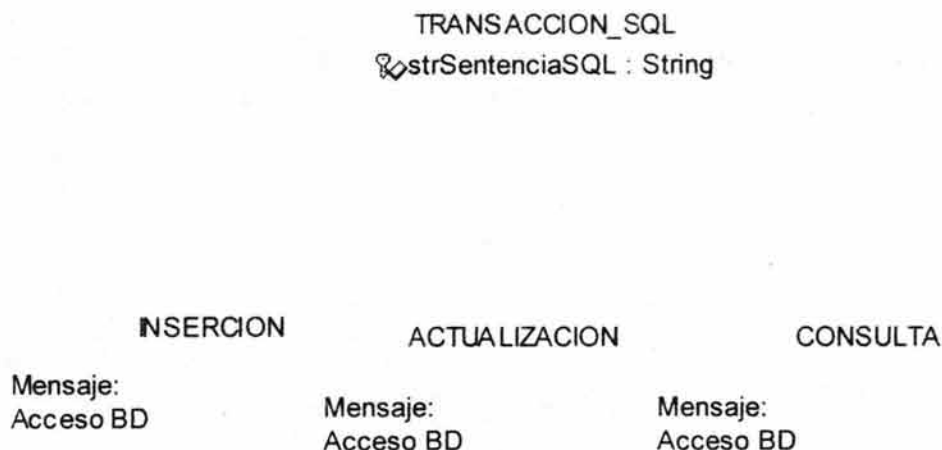 TRANSACCION_SQL
strSentenciaSQL : String
INSERCION
ACTUALIZACION
CONSULTA
Mensaje:
Acceso BD
Mensaje:
Acceso BD
Mensaje:
Acceso BD